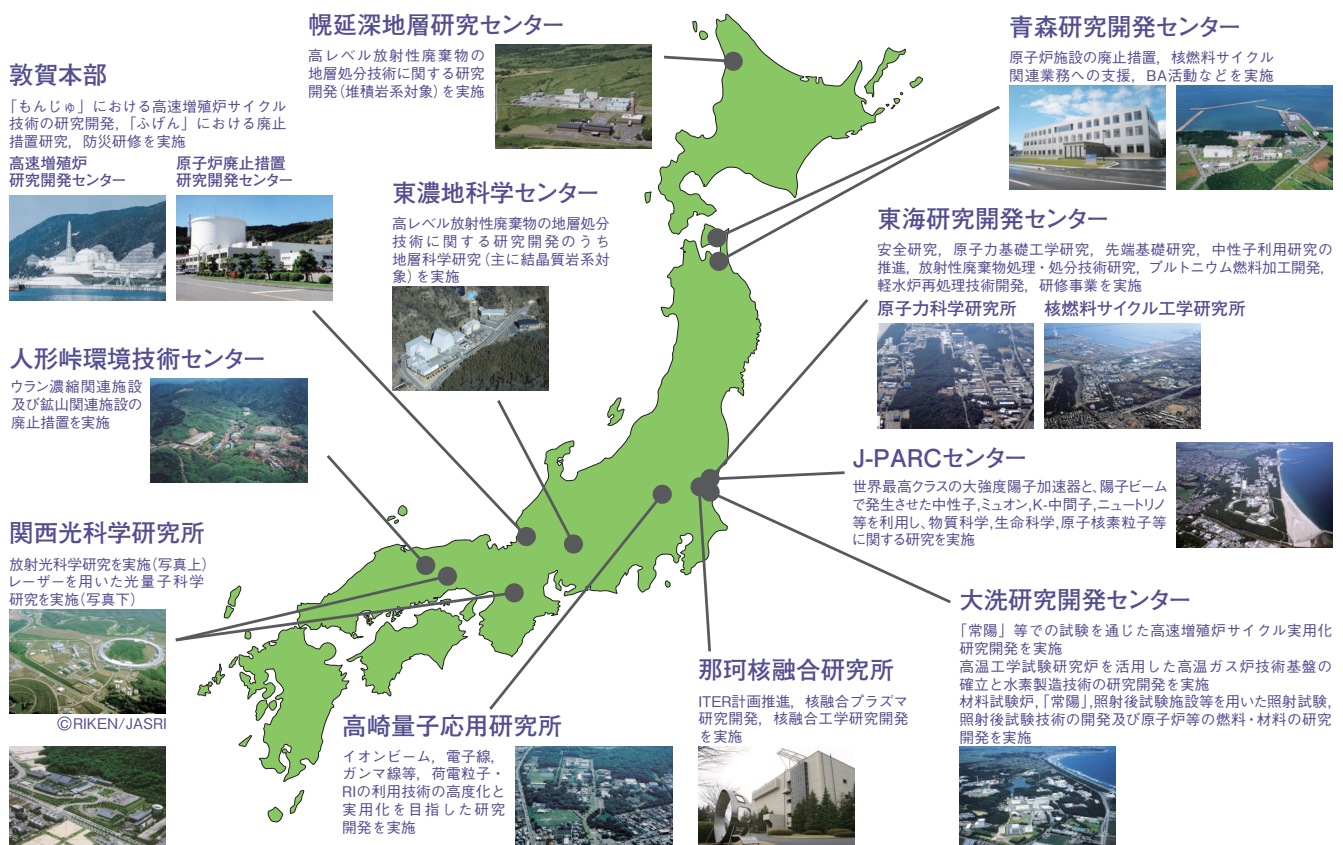 幌延深地層研究センター
高レベル放射性廃棄物の
地層処分技術に関する研究
開発(堆積岩系対象)を実施
青森研究開発センター
原子炉施設の廃止措置，核燃料サイクル
関連業務への支援，BA活動などを実施
敦賀本部
「もんじゅ」における高速増殖炉サイクル
技術の研究開発，「ふげん」における廃止
措置研究，防災研修を実施
高速増殖炉
研究開発センター
原子炉廃止措置
研究開発センター
東濃地科学センター
高レベル放射性廃棄物の地層処分
技術に関する研究開発のうち
地層科学研究(主に結晶質岩系対
象)を実施
東海研究開発センター
安全研究，原子力基礎工学研究，先端基礎研究，中性子利用研究の
推進，放射性廃棄物処理・処分技術研究，プルトニウム燃料加工開発，
軽水炉再処理技術開発，研修事業を実施
原子力科学研究所
核燃料サイクル工学研究所
人形峠環境技術センター
ウラン濃縮関連施設
及び鉱山関連施設の
廃止措置を実施
J-PARCセンター
世界最高クラスの大強度陽子加速器と、陽子ビーム
で発生させた中性子,ミュオン,K-中間子,ニュートリノ
等を利用し、物質科学,生命科学,原子核素粒子等
に関する研究を実施
関西光科学研究所
放射光科学研究を実施(写真上)
レーザーを用いた光量子科学
研究を実施(写真下)
©RIKEN/JASRI
大洗研究開発センター
「常陽」等での試験を通じた高速増殖炉サイクル実用化
研究開発を実施
高温工学試験研究炉を活用した高温ガス炉技術基盤の
確立と水素製造技術の研究開発を実施
材料試験炉,「常陽」,照射後試験施設等を用いた照射試験,
照射後試験技術の開発及び原子炉等の燃料・材料の研究
開発を実施
那珂核融合研究所
ITER計画推進，核融合プラズマ
研究開発，核融合工学研究開発
を実施
高崎量子応用研究所
イオンビーム，電子線，
ガンマ線等，荷電粒子・
RIの利用技術の高度化と
実用化を目指した研究
開発を実施